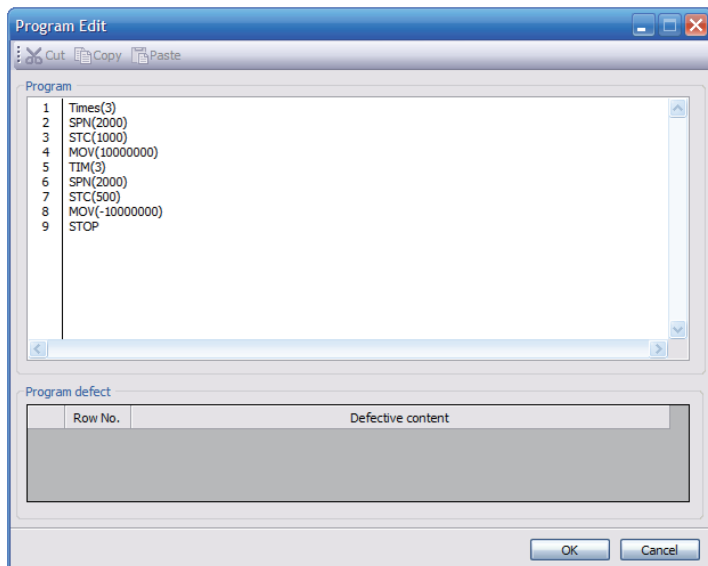 Program Edit
Cut Copy Paste
Program
1 Times(3)
2 SPN(2000)
3 STC(1000)
4 MOV(10000000)
5 TIM(3)
6 SPN(2000)
7 STC(500)
8 MOV(-10000000)
9 STOP
Program defect
Row No. Defective content
OK Cancel